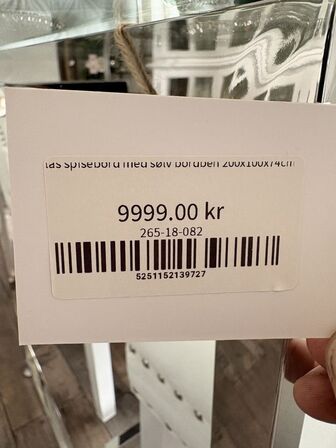 las spisebord med sølv bordben 200x100x74cm
9999.00 kr
265-18-082
5251152139727